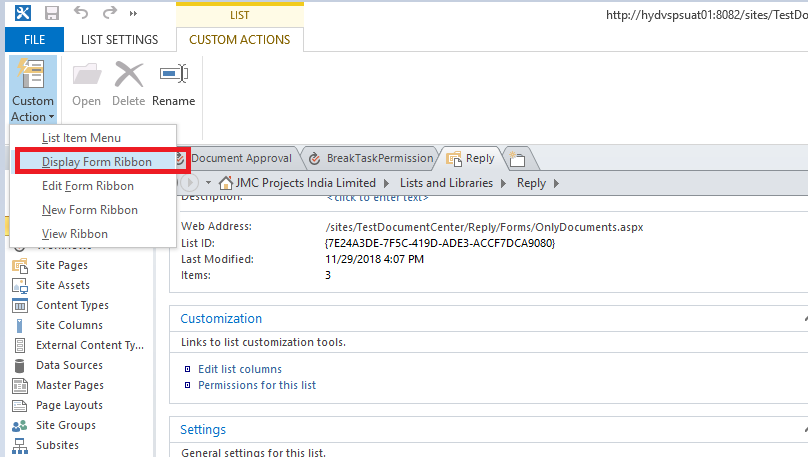 LIST
http://hydvspsuat01:8082/sites/TestDo
FILE
LIST SETTINGS
CUSTOM ACTIONS
Custom Action
Open
Delete
Rename
List Item Menu
Display Form Ribbon
Edit Form Ribbon
New Form Ribbon
View Ribbon
Document Approval
BreakTaskPermission
Reply
JMC Projects India Limited
Lists and Libraries
Reply
Description:
<click to enter text>
Web Address:
/sites/TestDocumentCenter/Reply/Forms/OnlyDocuments.aspx
List ID:
{7E24A3DE-7F5C-419D-ADE3-ACCF7DCA9080}
Last Modified:
11/29/2018 4:07 PM
Items:
3
Workflows
Site Pages
Site Assets
Content Types
Site Columns
External Content Ty...
Data Sources
Master Pages
Page Layouts
Site Groups
Subsites
Customization
Links to list customization tools.
Edit list columns
Permissions for this list
Settings
General settings for this list.